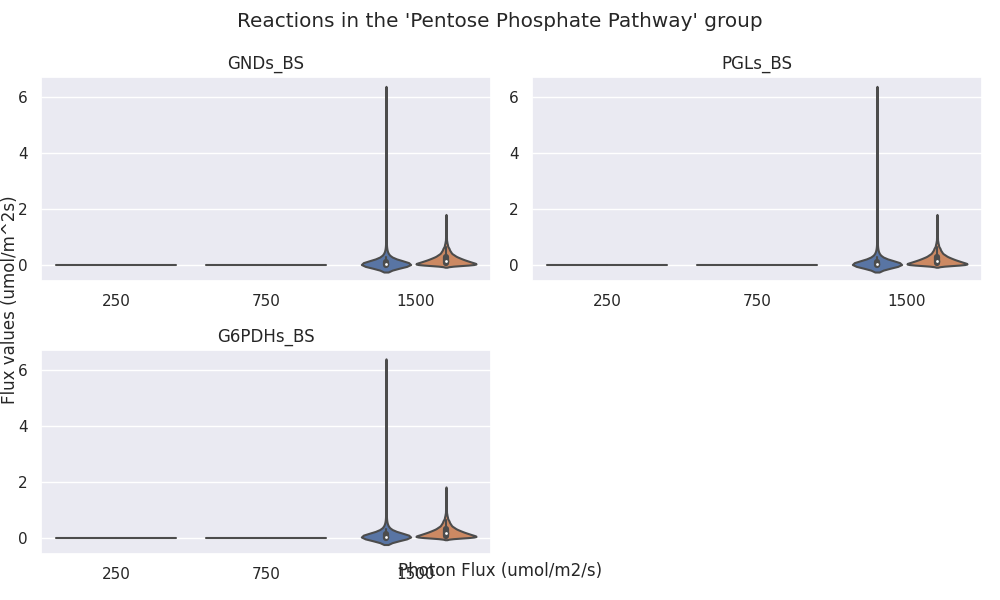 Reactions in the 'Pentose Phosphate Pathway' group
GNDs_BS
PGLs_BS
6
4
2
0
250 750 1500
6
4
2
0
250 750 1500
Flux values (umol/m^2s)
G6PDHs_BS
6
4
2
0
250 750 1500
Photon Flux (umol/m2/s)